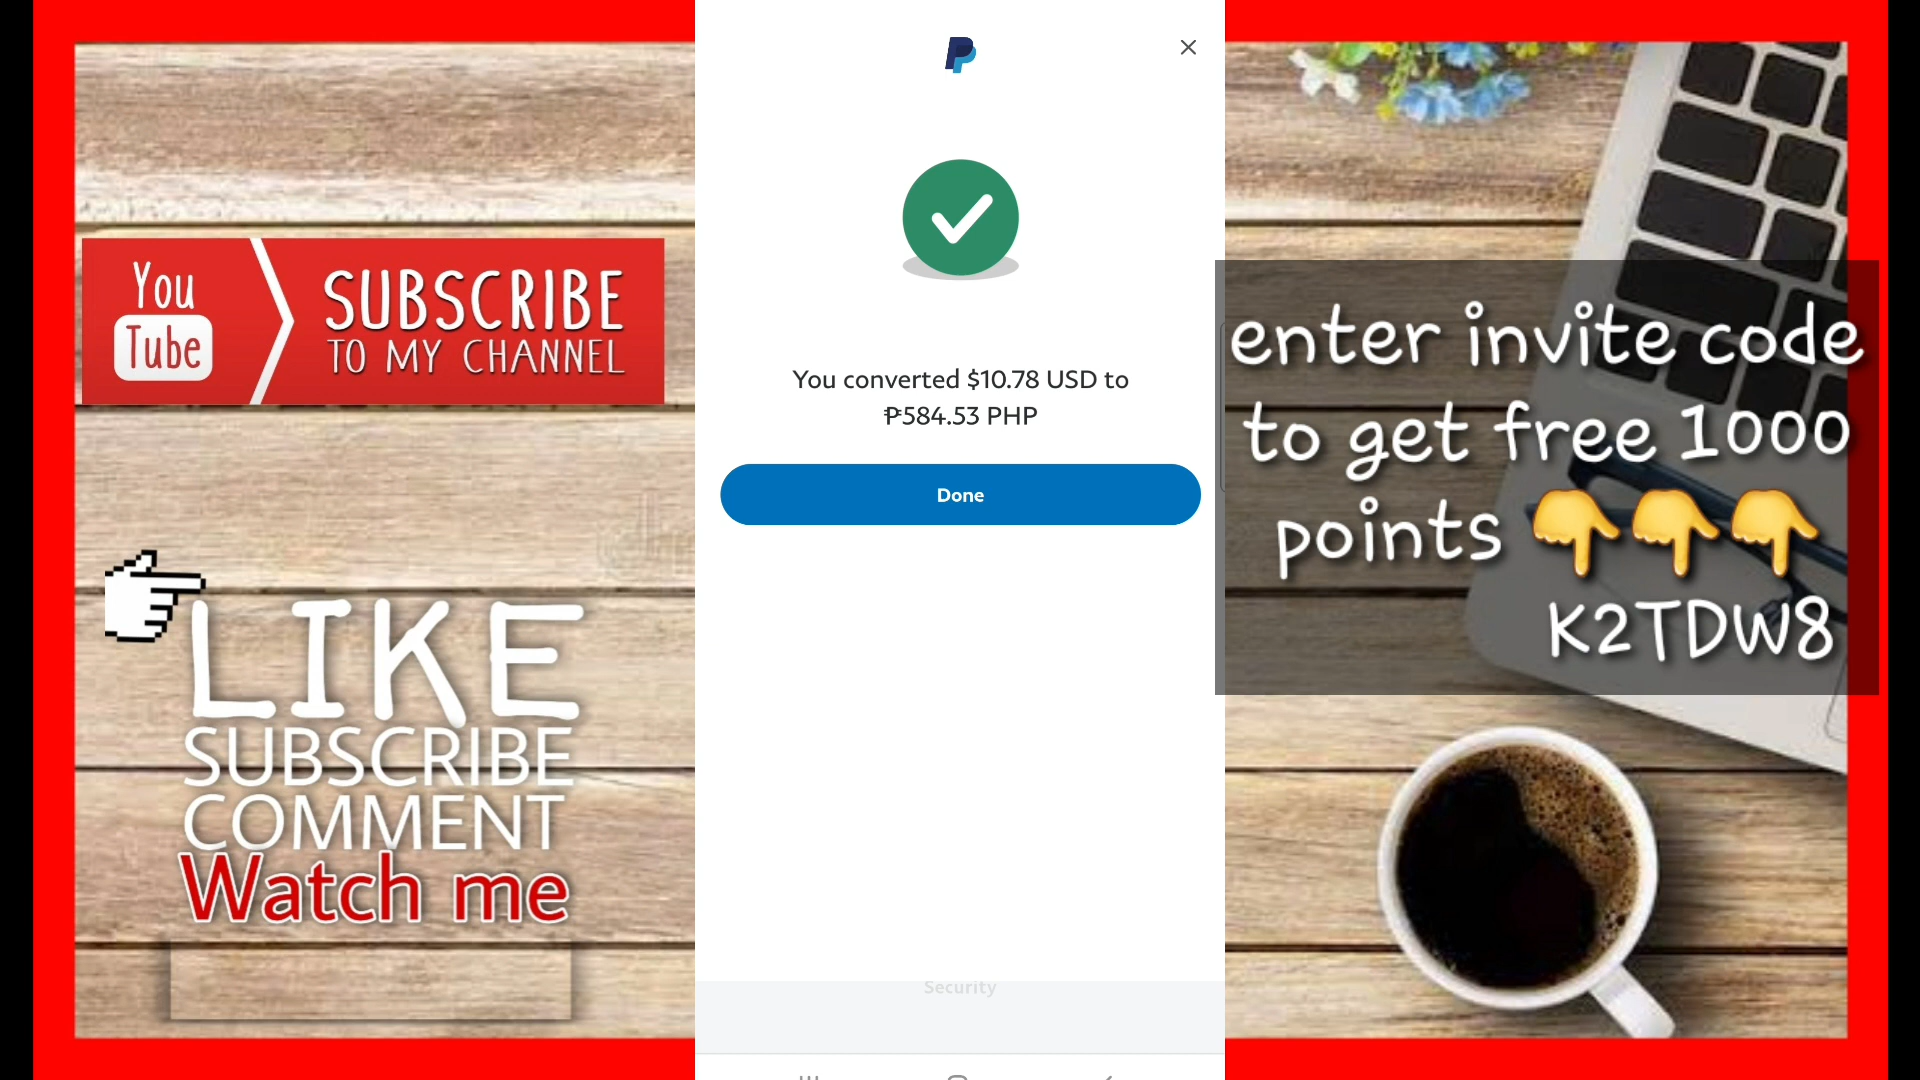 You
Tube
SUBSCRIBE
TO MY CHANNEL
LIKE
SUBSCRIBE
COMMENT
Watch me
You converted $10.78 USD to
₱584.53 PHP
Done
Security
enter invite code
to get free 1000
points 👇👇👇
K2TDW8